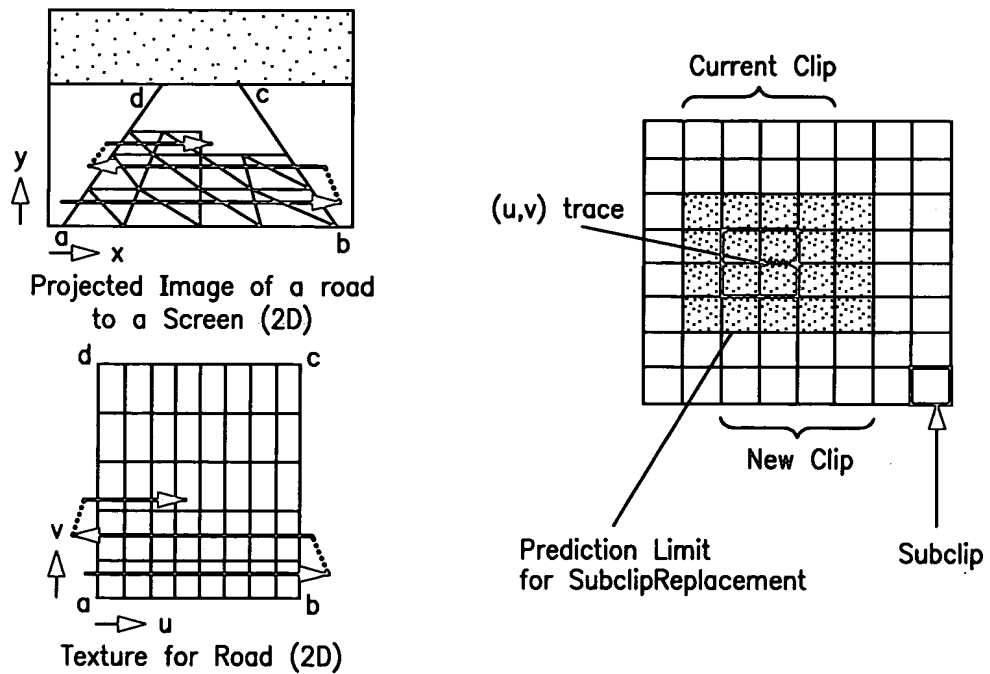 d
c
y
a
x
b
Projected Image of a road
to a Screen (2D)
d
c
v
a
b
u
Texture for Road (2D)
Current Clip
(u,v) trace
New Clip
Prediction Limit
for SubclipReplacement
Subclip